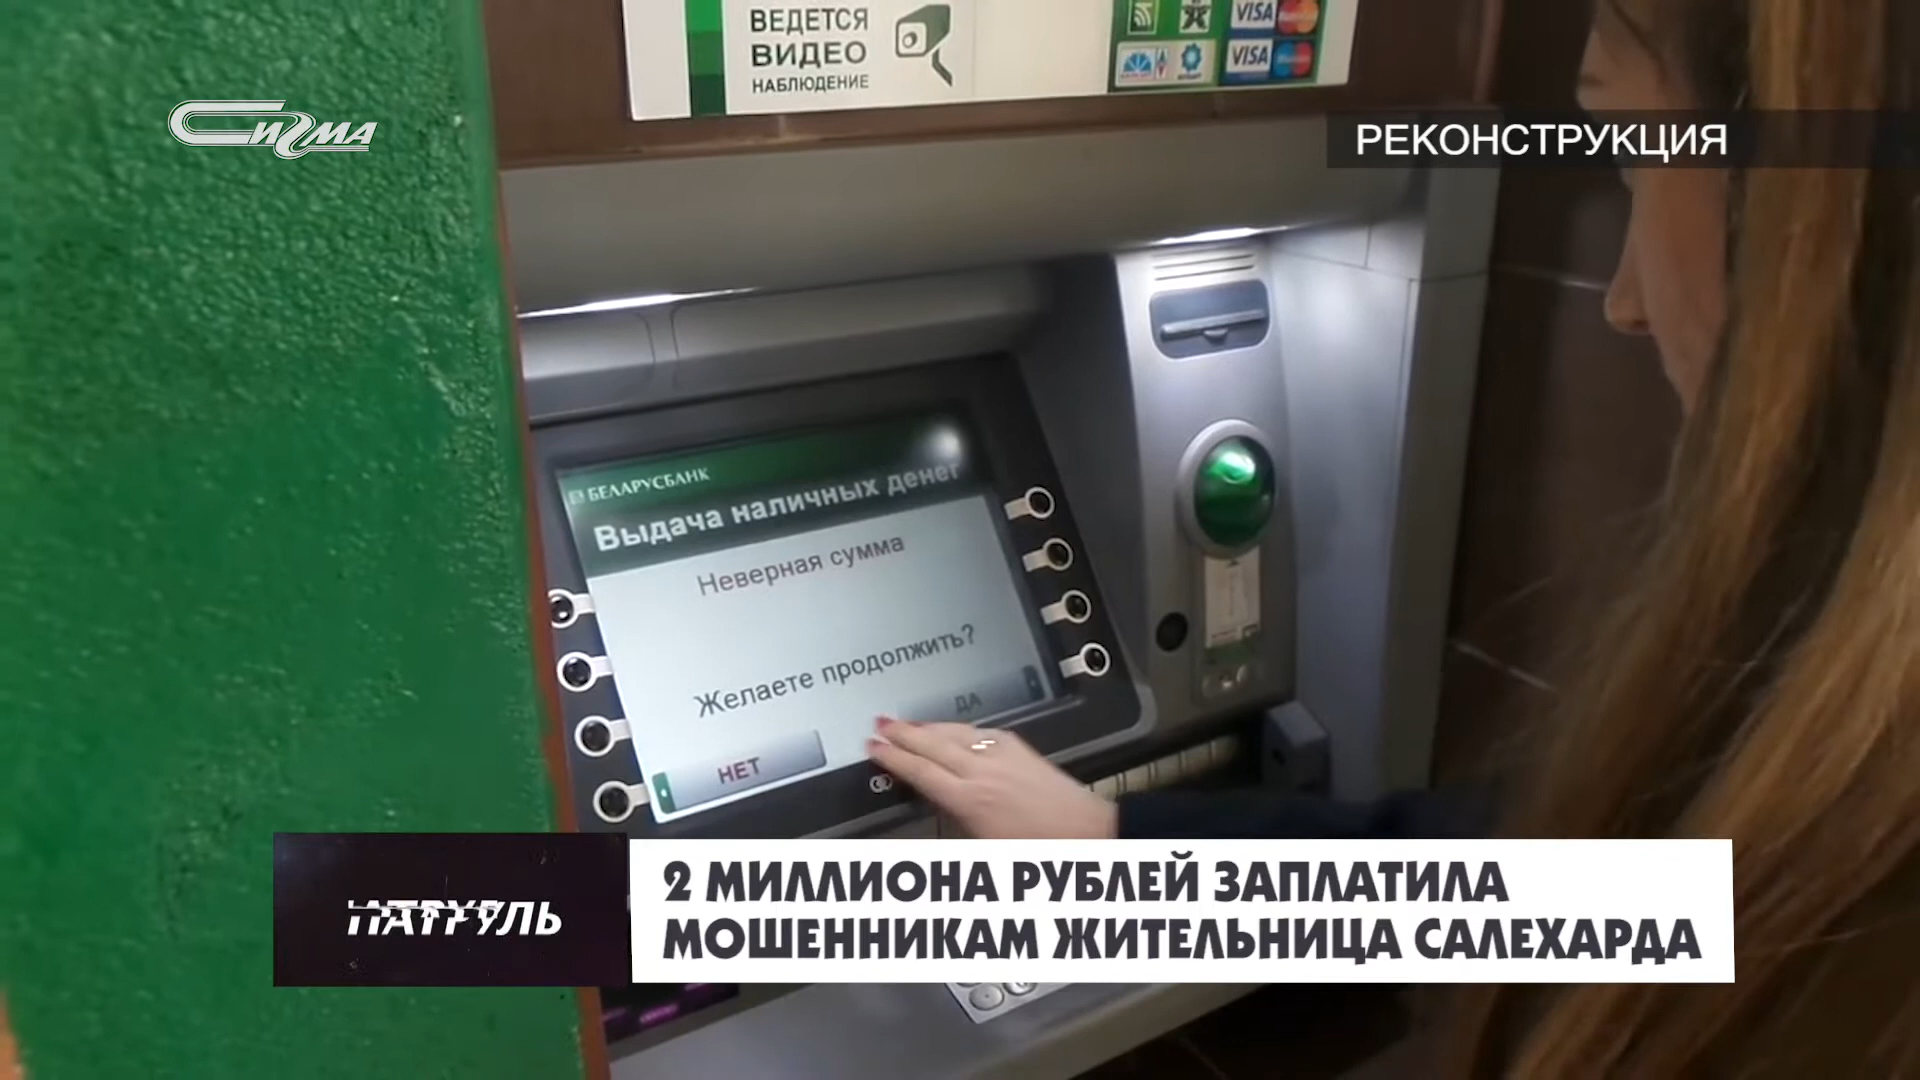 ВЕДЕТСЯ
ВИДЕО
НАБЛЮДЕНИЕ
VISA
VISA
СИГМА
РЕКОНСТРУКЦИЯ
БЕЛАРУСБАНК
Выдача наличных денег
Неверная сумма
Желаете продолжить?
ДА
НЕТ
ПАТРУЛЬ
2 МИЛЛИОНА РУБЛЕЙ ЗАПЛАТИЛА
МОШЕННИКАМ ЖИТЕЛЬНИЦА САЛЕХАРДА